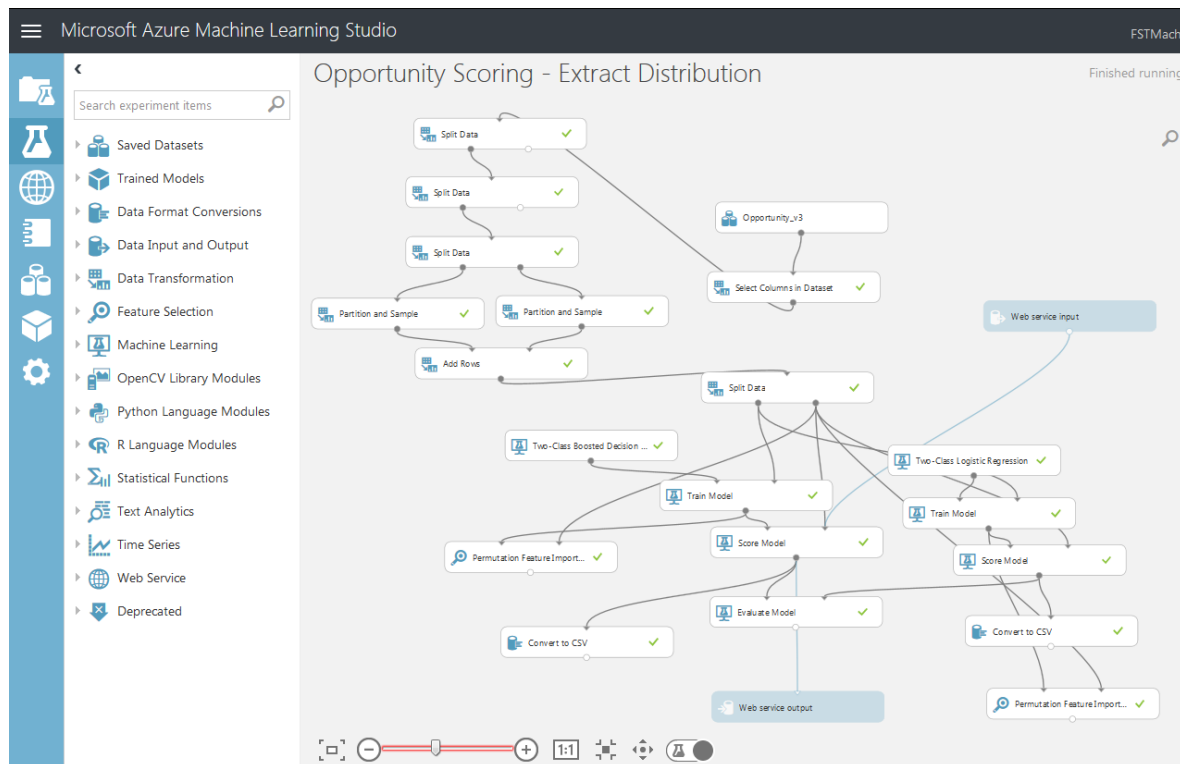 Microsoft Azure Machine Learning Studio
FSTMach
Search experiment items
Saved Datasets
Trained Models
Data Format Conversions
Data Input and Output
Data Transformation
Feature Selection
Machine Learning
OpenCV Library Modules
Python Language Modules
R Language Modules
Statistical Functions
Text Analytics
Time Series
Web Service
Deprecated
Opportunity Scoring - Extract Distribution
Finished running
Split Data
Split Data
Opportunity_v3
Split Data
Select Columns in Dataset
Partition and Sample
Partition and Sample
Web service input
Add Rows
Split Data
Two-Class Boosted Decision ...
Two-Class Logistic Regression
Train Model
Train Model
Score Model
Permutation Feature Import...
Score Model
Evaluate Model
Convert to CSV
Convert to CSV
Permutation Feature Import...
Web service output
1:1